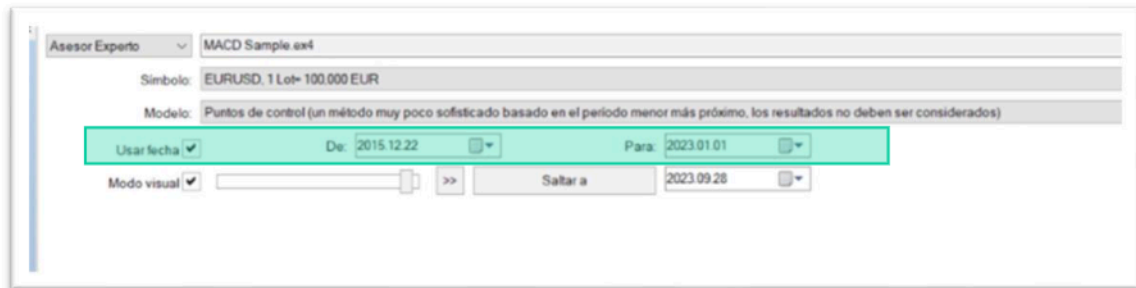 Asesor Experto MACD Sample.ex4
Símbolo: EURUSD, 1 Lot= 100,000 EUR
Modelo: Puntos de control (un método muy poco sofisticado basado en el período menor más próximo, los resultados no deben ser considerados)
Usar fecha De: 2015.12.22 Para: 2023.01.01
Modo visual >> Saltar a 2023.09.28